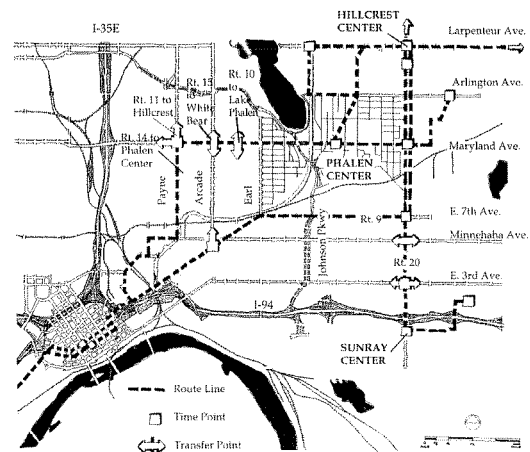 I-35E
HILLCREST
CENTER
Larpenteur Ave.
Arlington Ave.
Rt. 15
to
White
Bear
Rt. 10
to
Lake
Phalen
Rt. 11 to
Hillcrest
Rt. 14 to
Phalen
Center
Maryland Ave.
PHALEN
CENTER
Payne
Arcade
Earl
Johnson Pkwy
Rt. 9
E. 7th Ave.
Minnehaha Ave.
Rt. 20
E. 3rd Ave.
I-94
SUNRAY
CENTER
Route Line
Time Point
Transfer Point